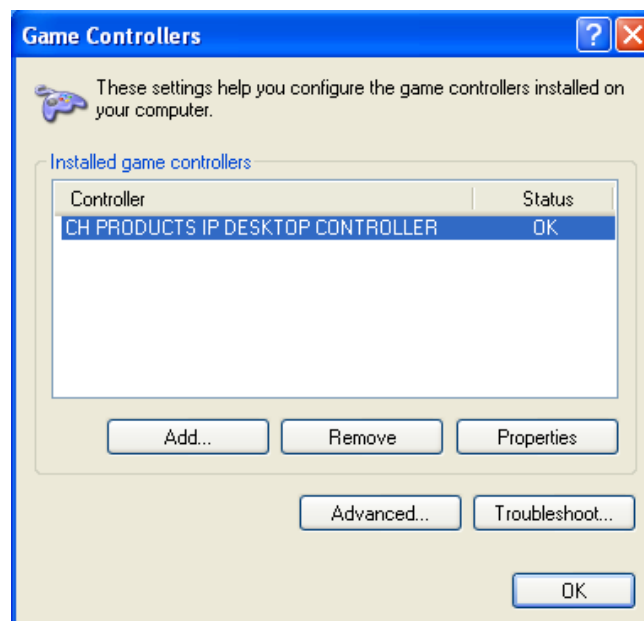 Game Controllers
These settings help you configure the game controllers installed on
your computer.
Installed game controllers
Controller Status
CH PRODUCTS IP DESKTOP CONTROLLER OK
Add... Remove Properties
Advanced... Troubleshoot...
OK